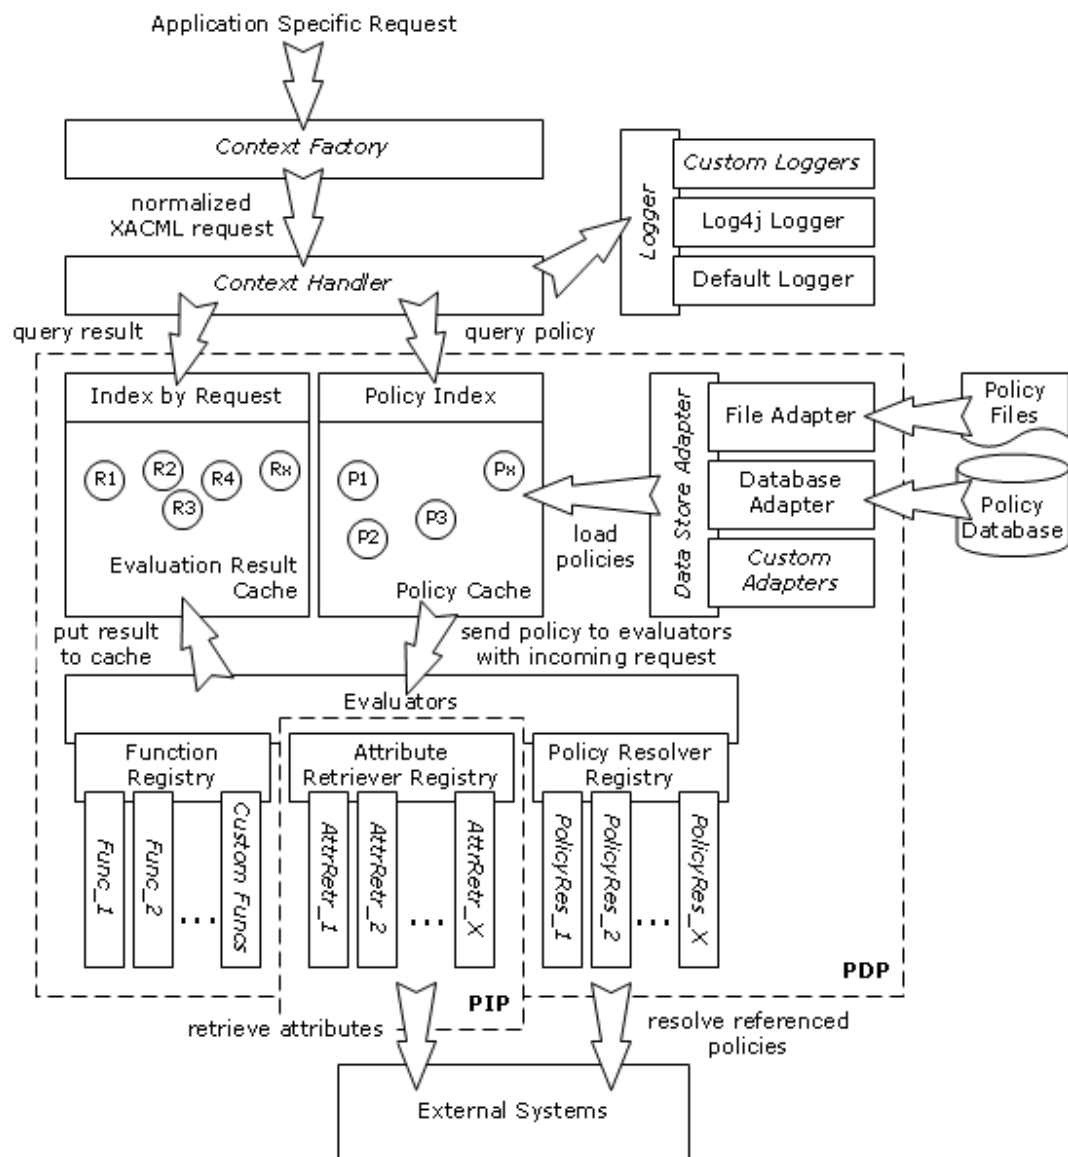 Application Specific Request
Context Factory
normalized
XACML request
Context Handler
Logger
Custom Loggers
Log4j Logger
Default Logger
query result
query policy
Index by Request
R1
R2
R3
R4
Rx
Evaluation Result
Cache
Policy Index
P1
P2
P3
Px
Policy Cache
load
policies
Data Store Adapter
File Adapter
Database
Adapter
Custom
Adapters
Policy
Files
Policy
Database
put result
to cache
send policy to evaluators
with incoming request
Evaluators
Function
Registry
Func_1
Func_2
...
Custom Funcs
Attribute
Retriever Registry
AttrRetr_1
AttrRetr_2
...
AttrRetr_X
Policy Resolver
Registry
PolicyRes_1
PolicyRes_2
...
PolicyRes_X
PDP
PIP
retrieve attributes
resolve referenced
policies
External Systems